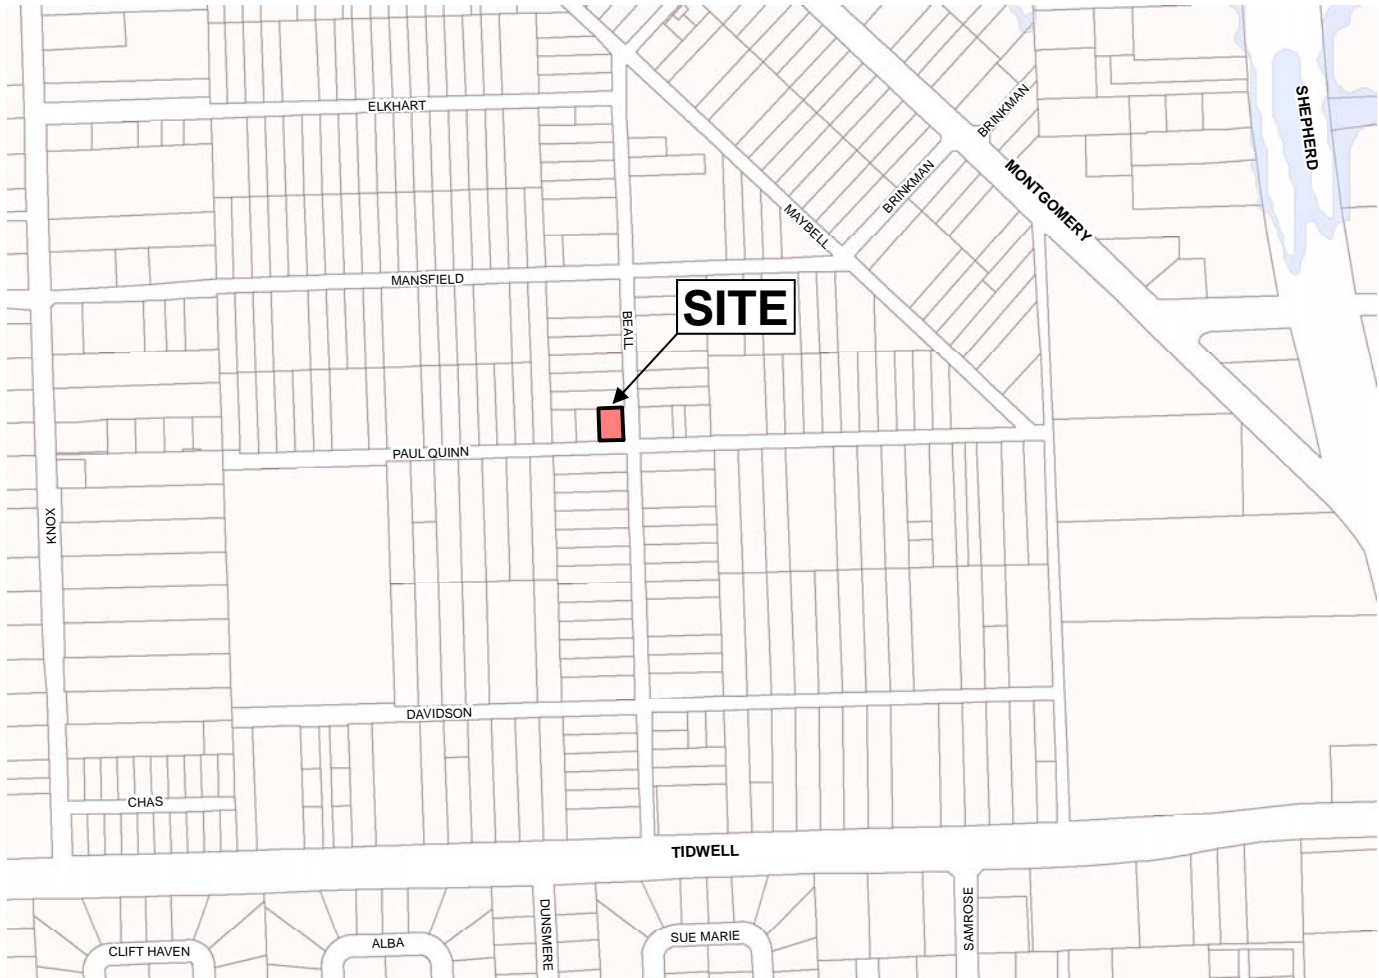 ELKHART
BRINKMAN
SHEPHERD
BRINKMAN
MONTGOMERY
MAYBELL
MANSFIELD
SITE
BEALL
PAUL QUINN
KNOX
DAVIDSON
CHAS
TIDWELL
DUNSMERE
SAMROSE
CLIFT HAVEN
ALBA
SUE MARIE